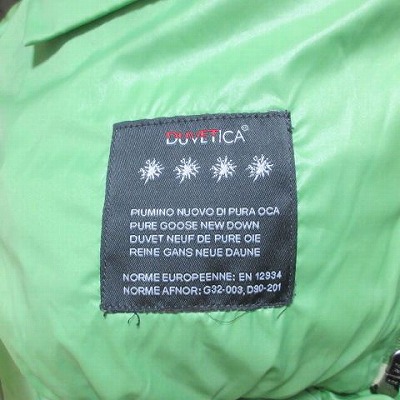 DUVETICA®
PIUMINO NUOVO DI PURA OCA
PURE GOOSE NEW DOWN
DUVET NEUF DE PURE OIE
REINE GANS NEUE DAUNE
NORME EUROPEENNE: EN 12934
NORME AFNOR: G32-003, D90-201